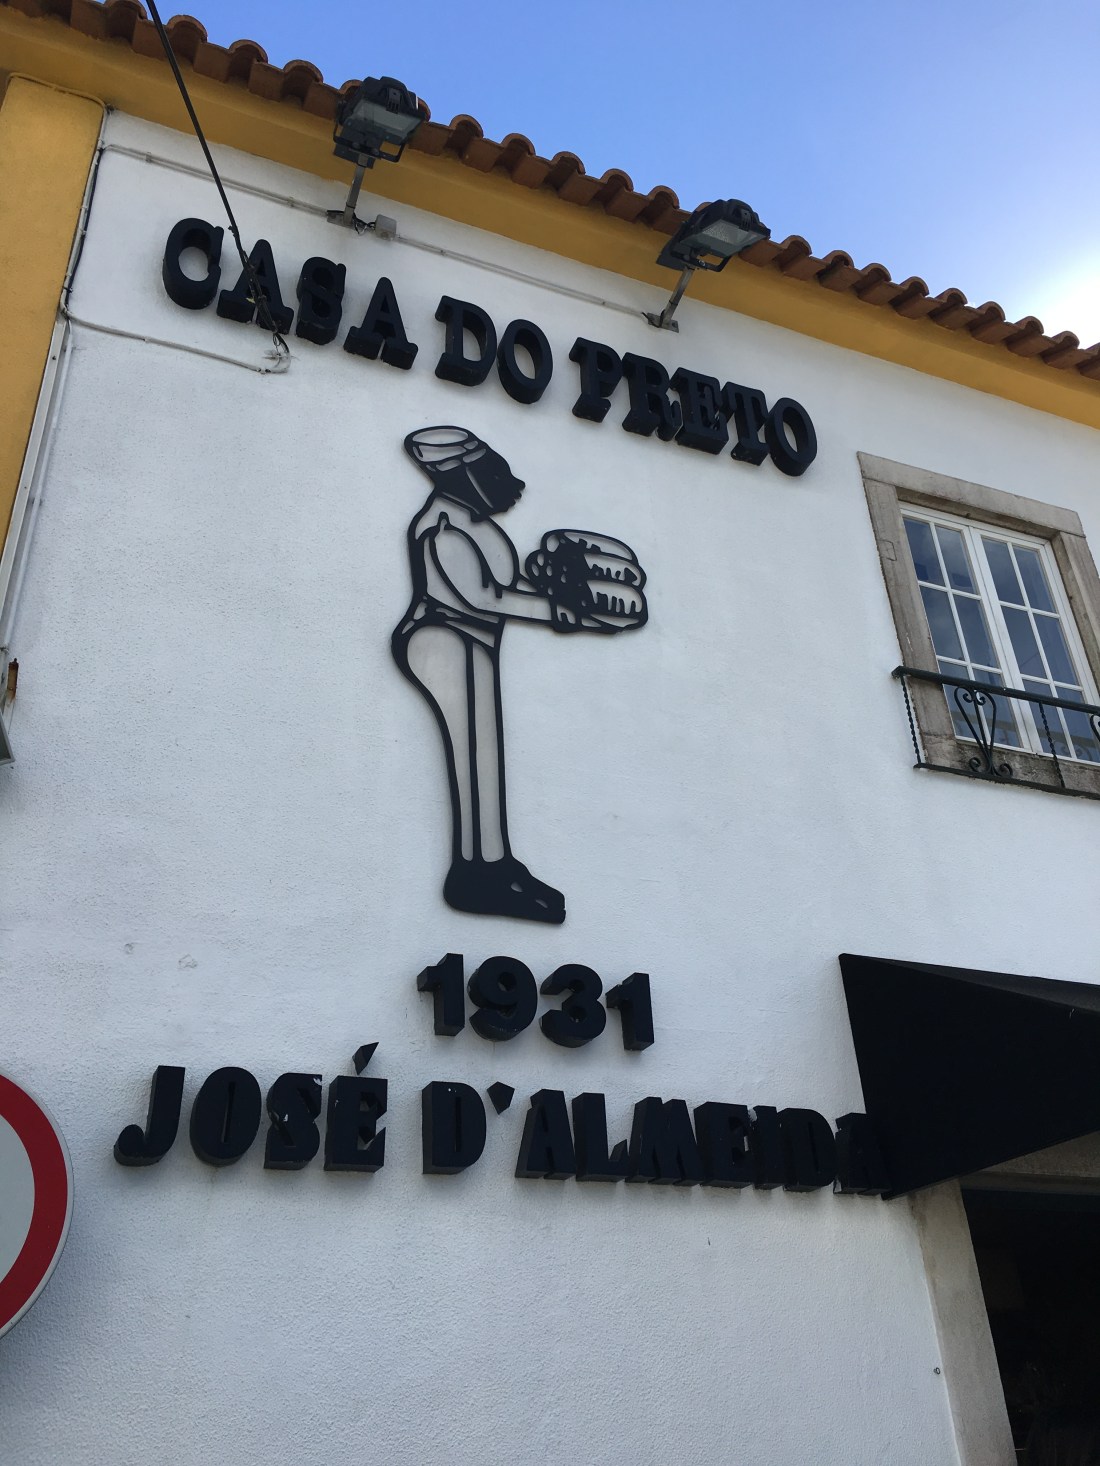 CASA DO PRETO
1931
JOSÉ D'ALMEIDA